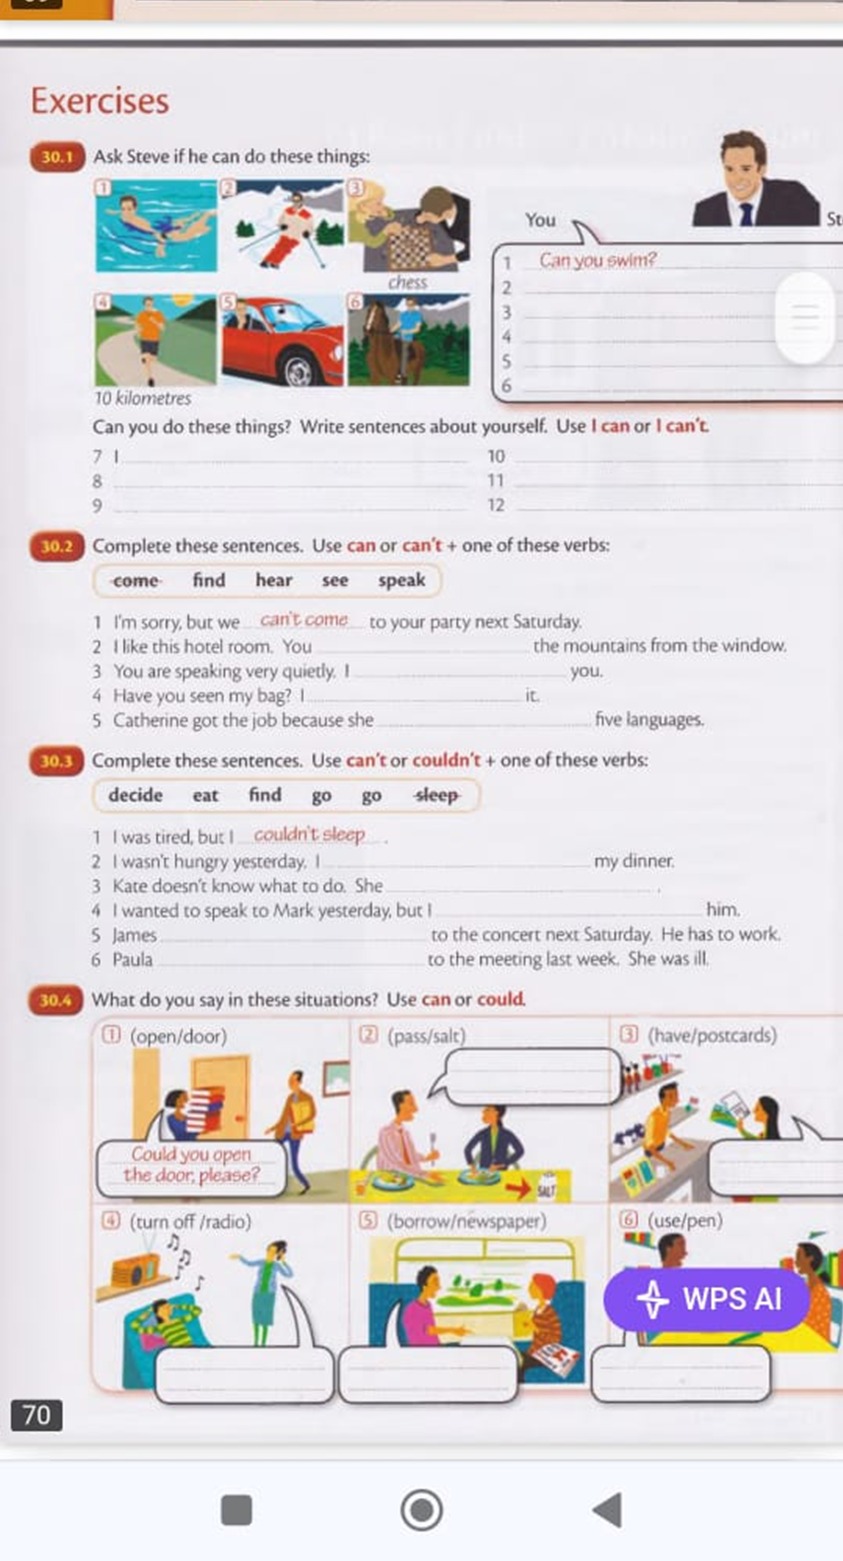 Exercises
30.1 Ask Steve if he can do these things:
1 2 3
You
1 Can you swim?
chess
2
3
4 5 6
4
5
6
10 kilometres
Can you do these things? Write sentences about yourself. Use I can or I can't.
7 I 10
8 11
9 12
30.2 Complete these sentences. Use can or can't + one of these verbs:
come find hear see speak
1 I'm sorry, but we can't come to your party next Saturday.
2 I like this hotel room. You the mountains from the window.
3 You are speaking very quietly. I you.
4 Have you seen my bag? I it.
5 Catherine got the job because she five languages.
30.3 Complete these sentences. Use can't or couldn't + one of these verbs:
decide eat find go go sleep
1 I was tired, but I couldn't sleep .
2 I wasn't hungry yesterday. I my dinner.
3 Kate doesn't know what to do. She .
4 I wanted to speak to Mark yesterday, but I him.
5 James to the concert next Saturday. He has to work.
6 Paula to the meeting last week. She was ill.
30.4 What do you say in these situations? Use can or could.
1 (open/door) 2 (pass/salt) 3 (have/postcards)
Could you open
the door, please?
SALT
4 (turn off /radio) 5 (borrow/newspaper) 6 (use/pen)
WPS AI
70